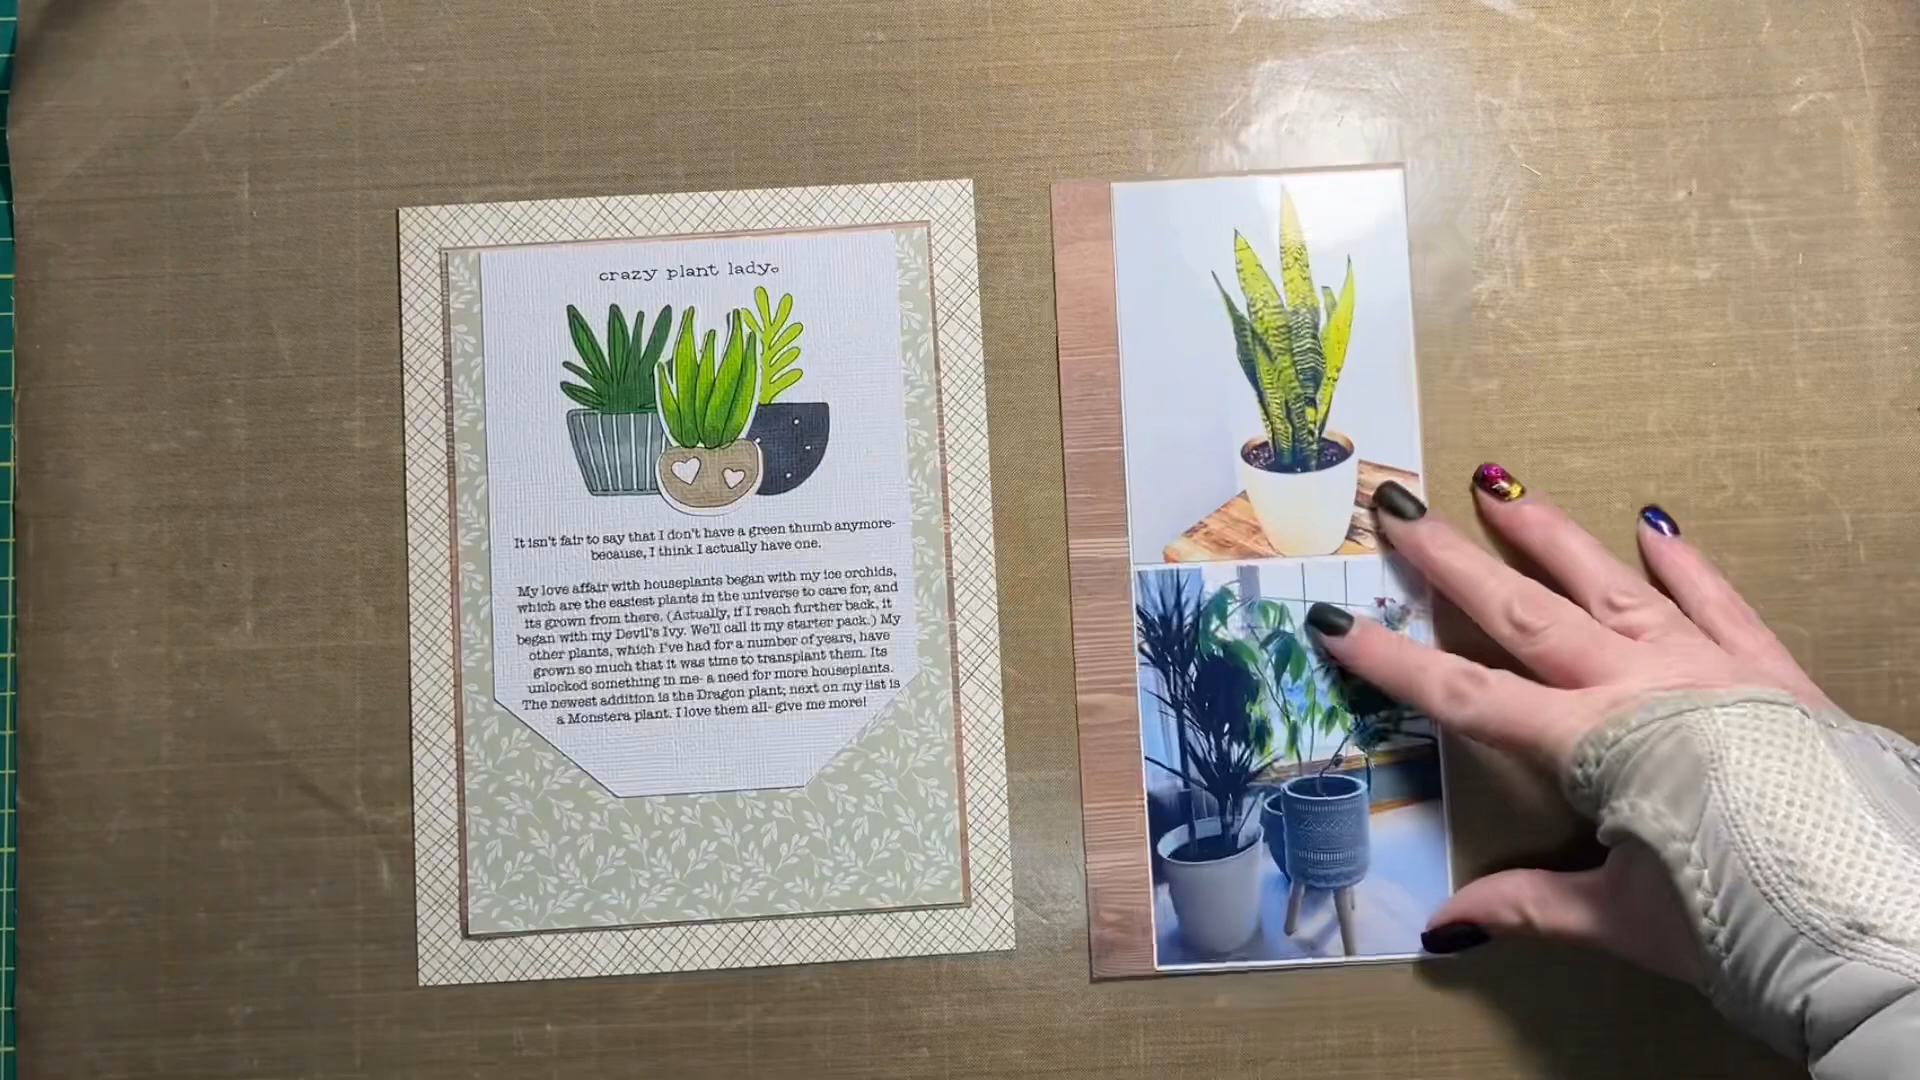 crazy plant lady.
It isn't fair to say that I don't have a green thumb anymore-
because, I think I actually have one.
My love affair with houseplants began with my ice orchids,
which are the easiest plants in the universe to care for, and
its grown from there. (Actually, if I reach further back, it
began with my Devil's Ivy. We'll call it my starter pack.) My
other plants, which I've had for a number of years, have
grown so much that it was time to transplant them. Its
unlocked something in me- a need for more houseplants.
The newest addition is the Dragon plant; next on my list is
a Monstera plant. I love them all- give me more!